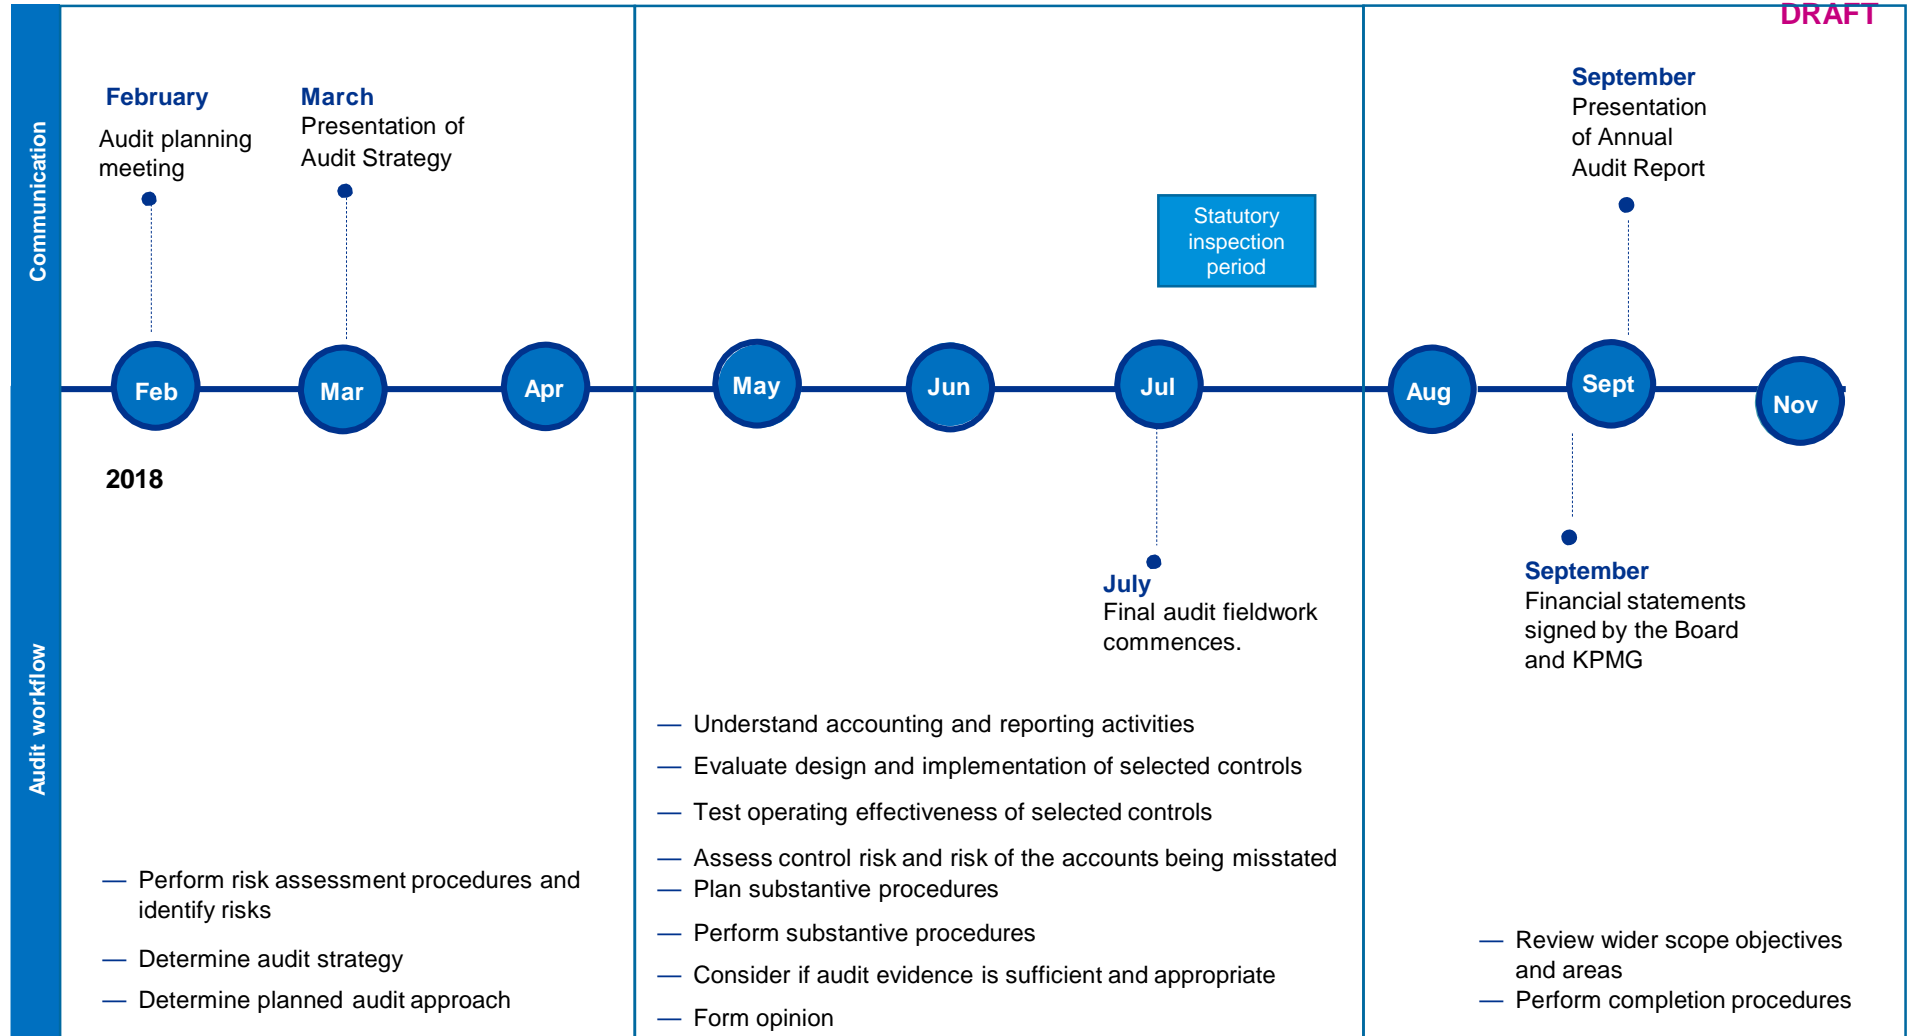 DRAFT
Communication
February
Audit planning
meeting
March
Presentation of
Audit Strategy
Statutory
inspection
period
September
Presentation
of Annual
Audit Report
Feb
Mar
Apr
May
Jun
Jul
Aug
Sept
Nov
2018
Audit workflow
July
Final audit fieldwork
commences.
September
Financial statements
signed by the Board
and KPMG
— Perform risk assessment procedures and
identify risks
— Determine audit strategy
— Determine planned audit approach
— Understand accounting and reporting activities
— Evaluate design and implementation of selected controls
— Test operating effectiveness of selected controls
— Assess control risk and risk of the accounts being misstated
— Plan substantive procedures
— Perform substantive procedures
— Consider if audit evidence is sufficient and appropriate
— Form opinion
— Review wider scope objectives
and areas
— Perform completion procedures